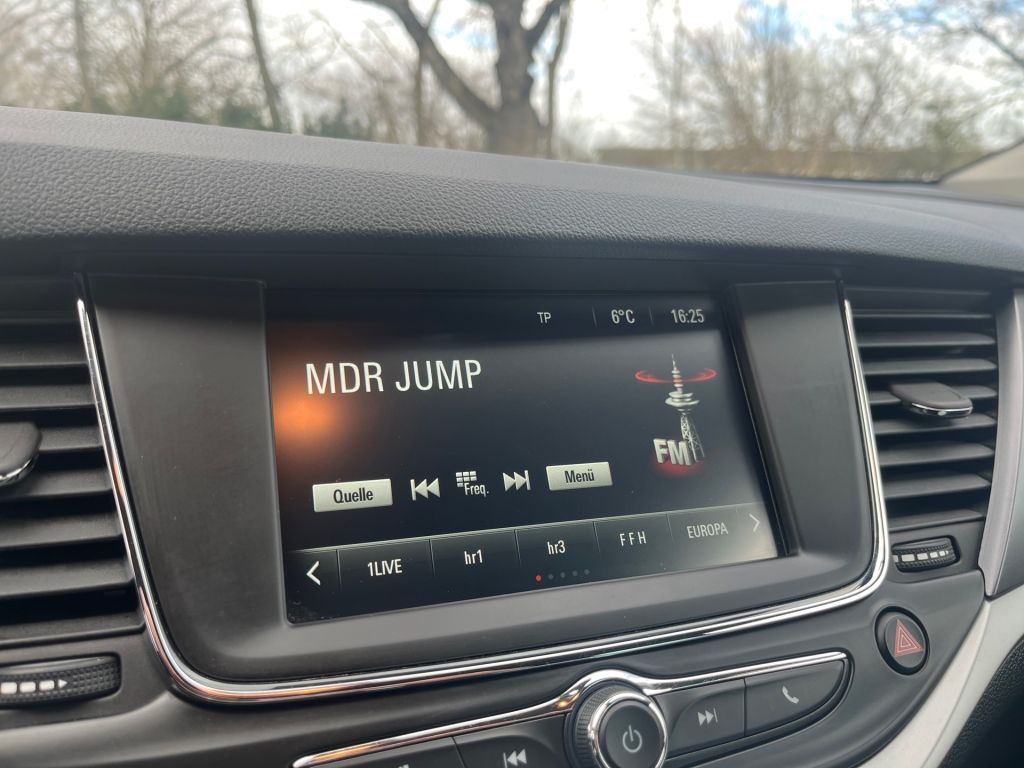 TP 6°C 16:25
MDR JUMP
FM
Quelle Freq. Menü
1LIVE hr1 hr3 FFH EUROPA